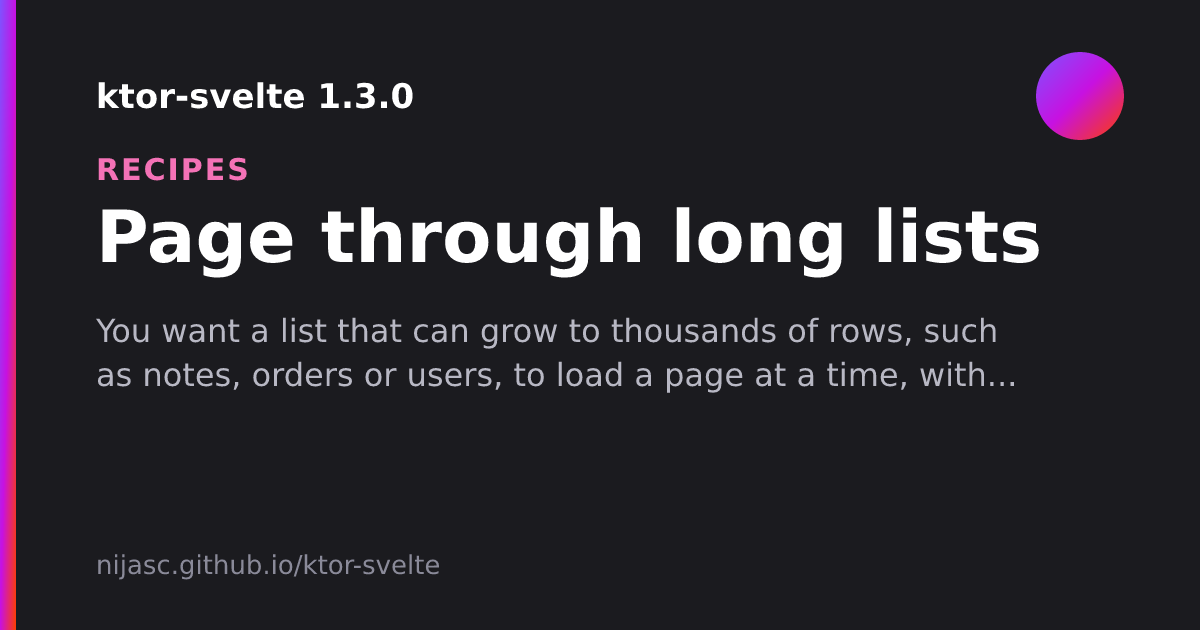 ktor-svelte 1.3.0
RECIPES
Page through long lists
You want a list that can grow to thousands of rows, such
as notes, orders or users, to load a page at a time, with...
nijasc.github.io/ktor-svelte